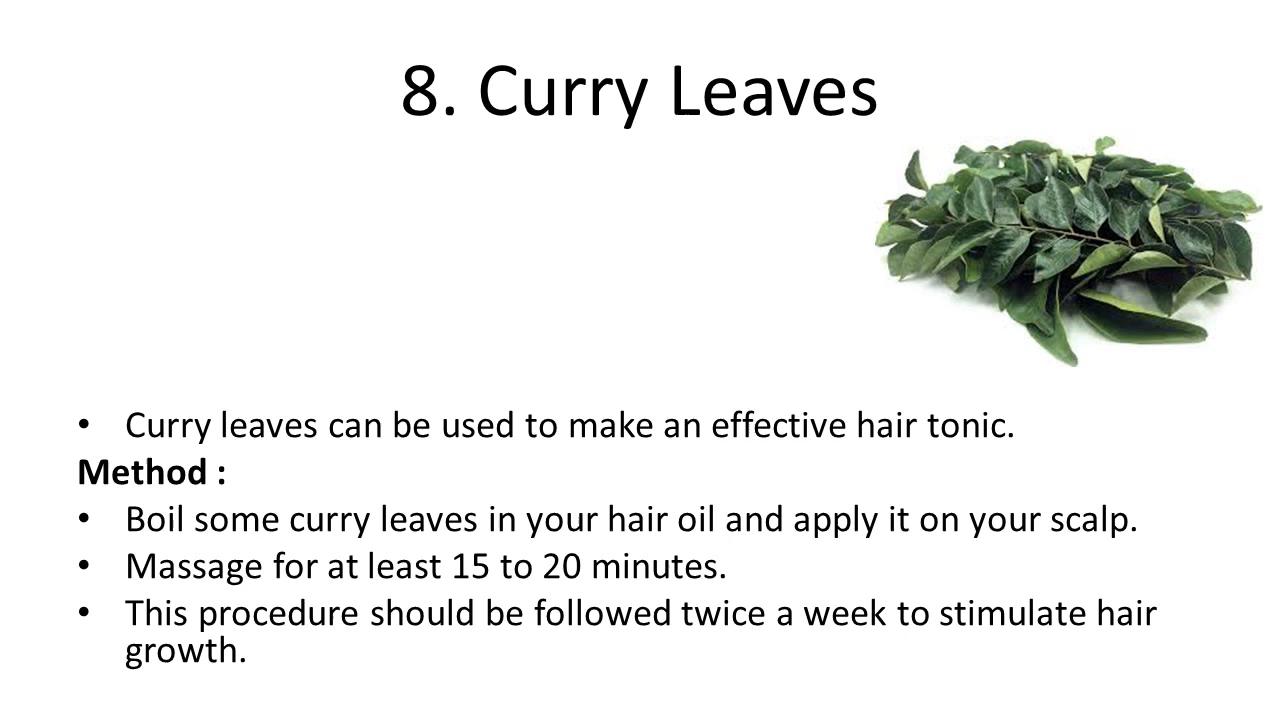 8. Curry Leaves
• Curry leaves can be used to make an effective hair tonic.
Method :
• Boil some curry leaves in your hair oil and apply it on your scalp.
• Massage for at least 15 to 20 minutes.
• This procedure should be followed twice a week to stimulate hair
growth.